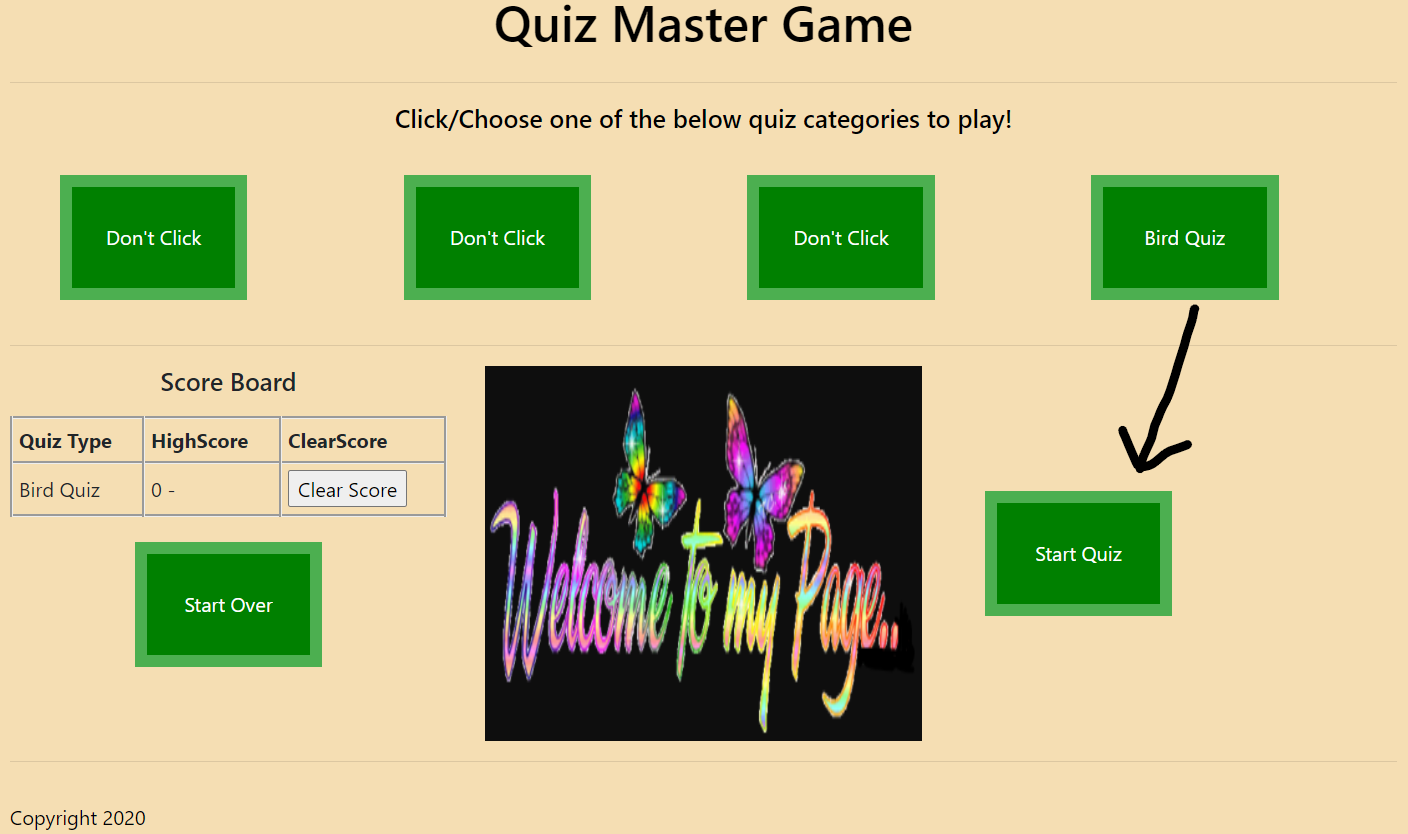 Quiz Master Game
Click/Choose one of the below quiz categories to play!
Don't Click
Don't Click
Don't Click
Bird Quiz
Score Board
Quiz Type HighScore ClearScore
Bird Quiz 0 - Clear Score
Start Over
Welcome To my Page..
Start Quiz
Copyright 2020